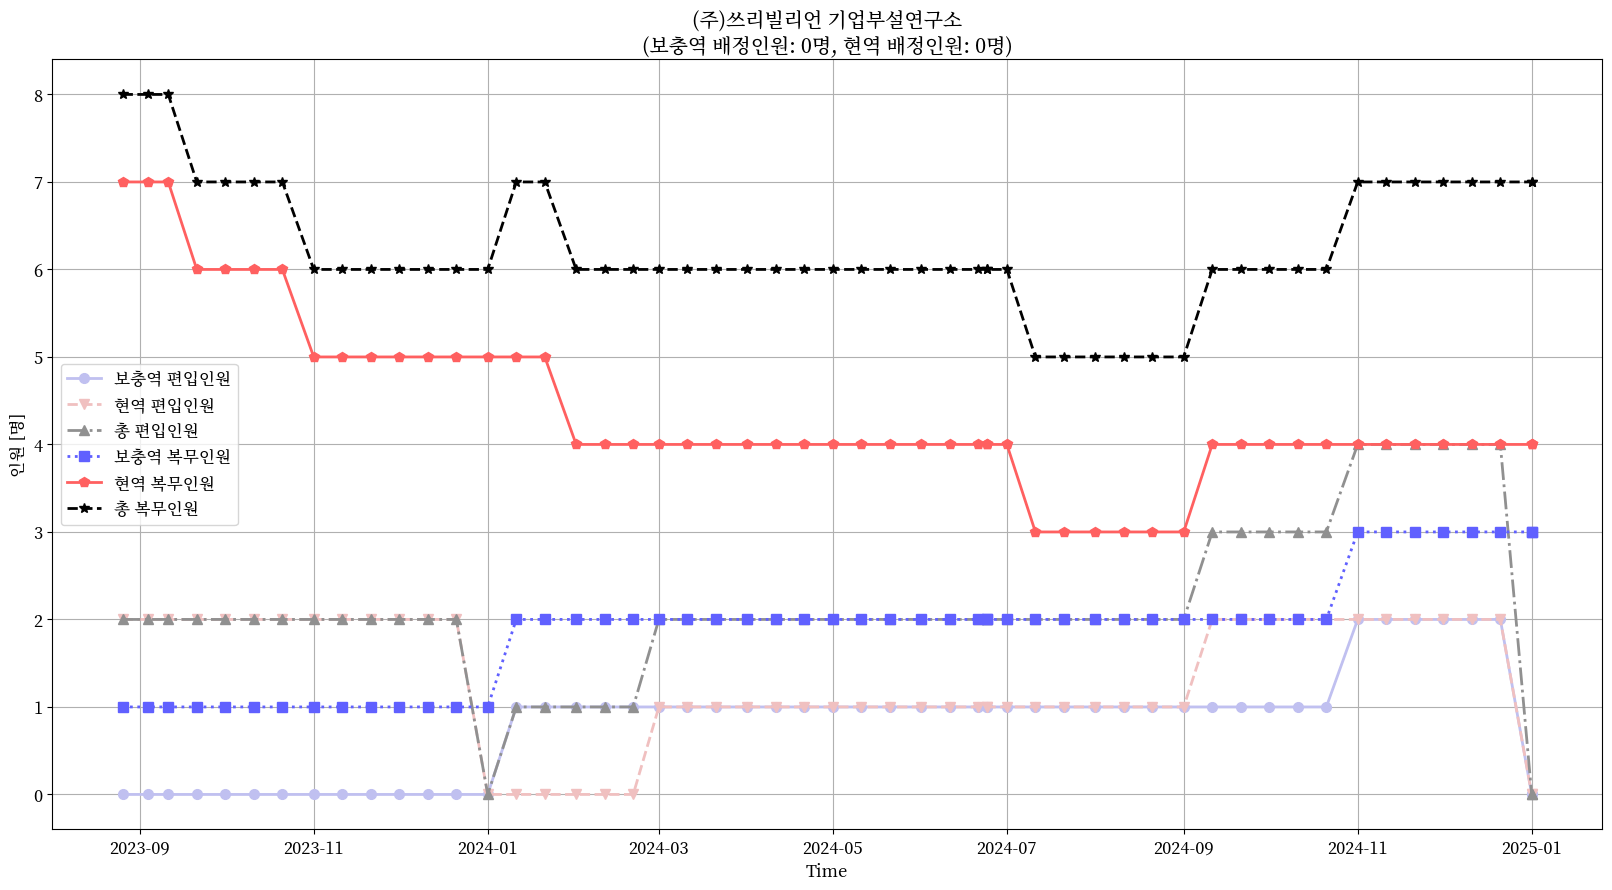 (주)쓰리빌리언 기업부설연구소
(보충역 배정인원: 0명, 현역 배정인원: 0명)
인원 [명]
8
7
6
5
4
3
2
1
0
보충역 편입인원
현역 편입인원
총 편입인원
보충역 복무인원
현역 복무인원
총 복무인원
2023-09
2023-11
2024-01
2024-03
2024-05
2024-07
2024-09
2024-11
2025-01
Time